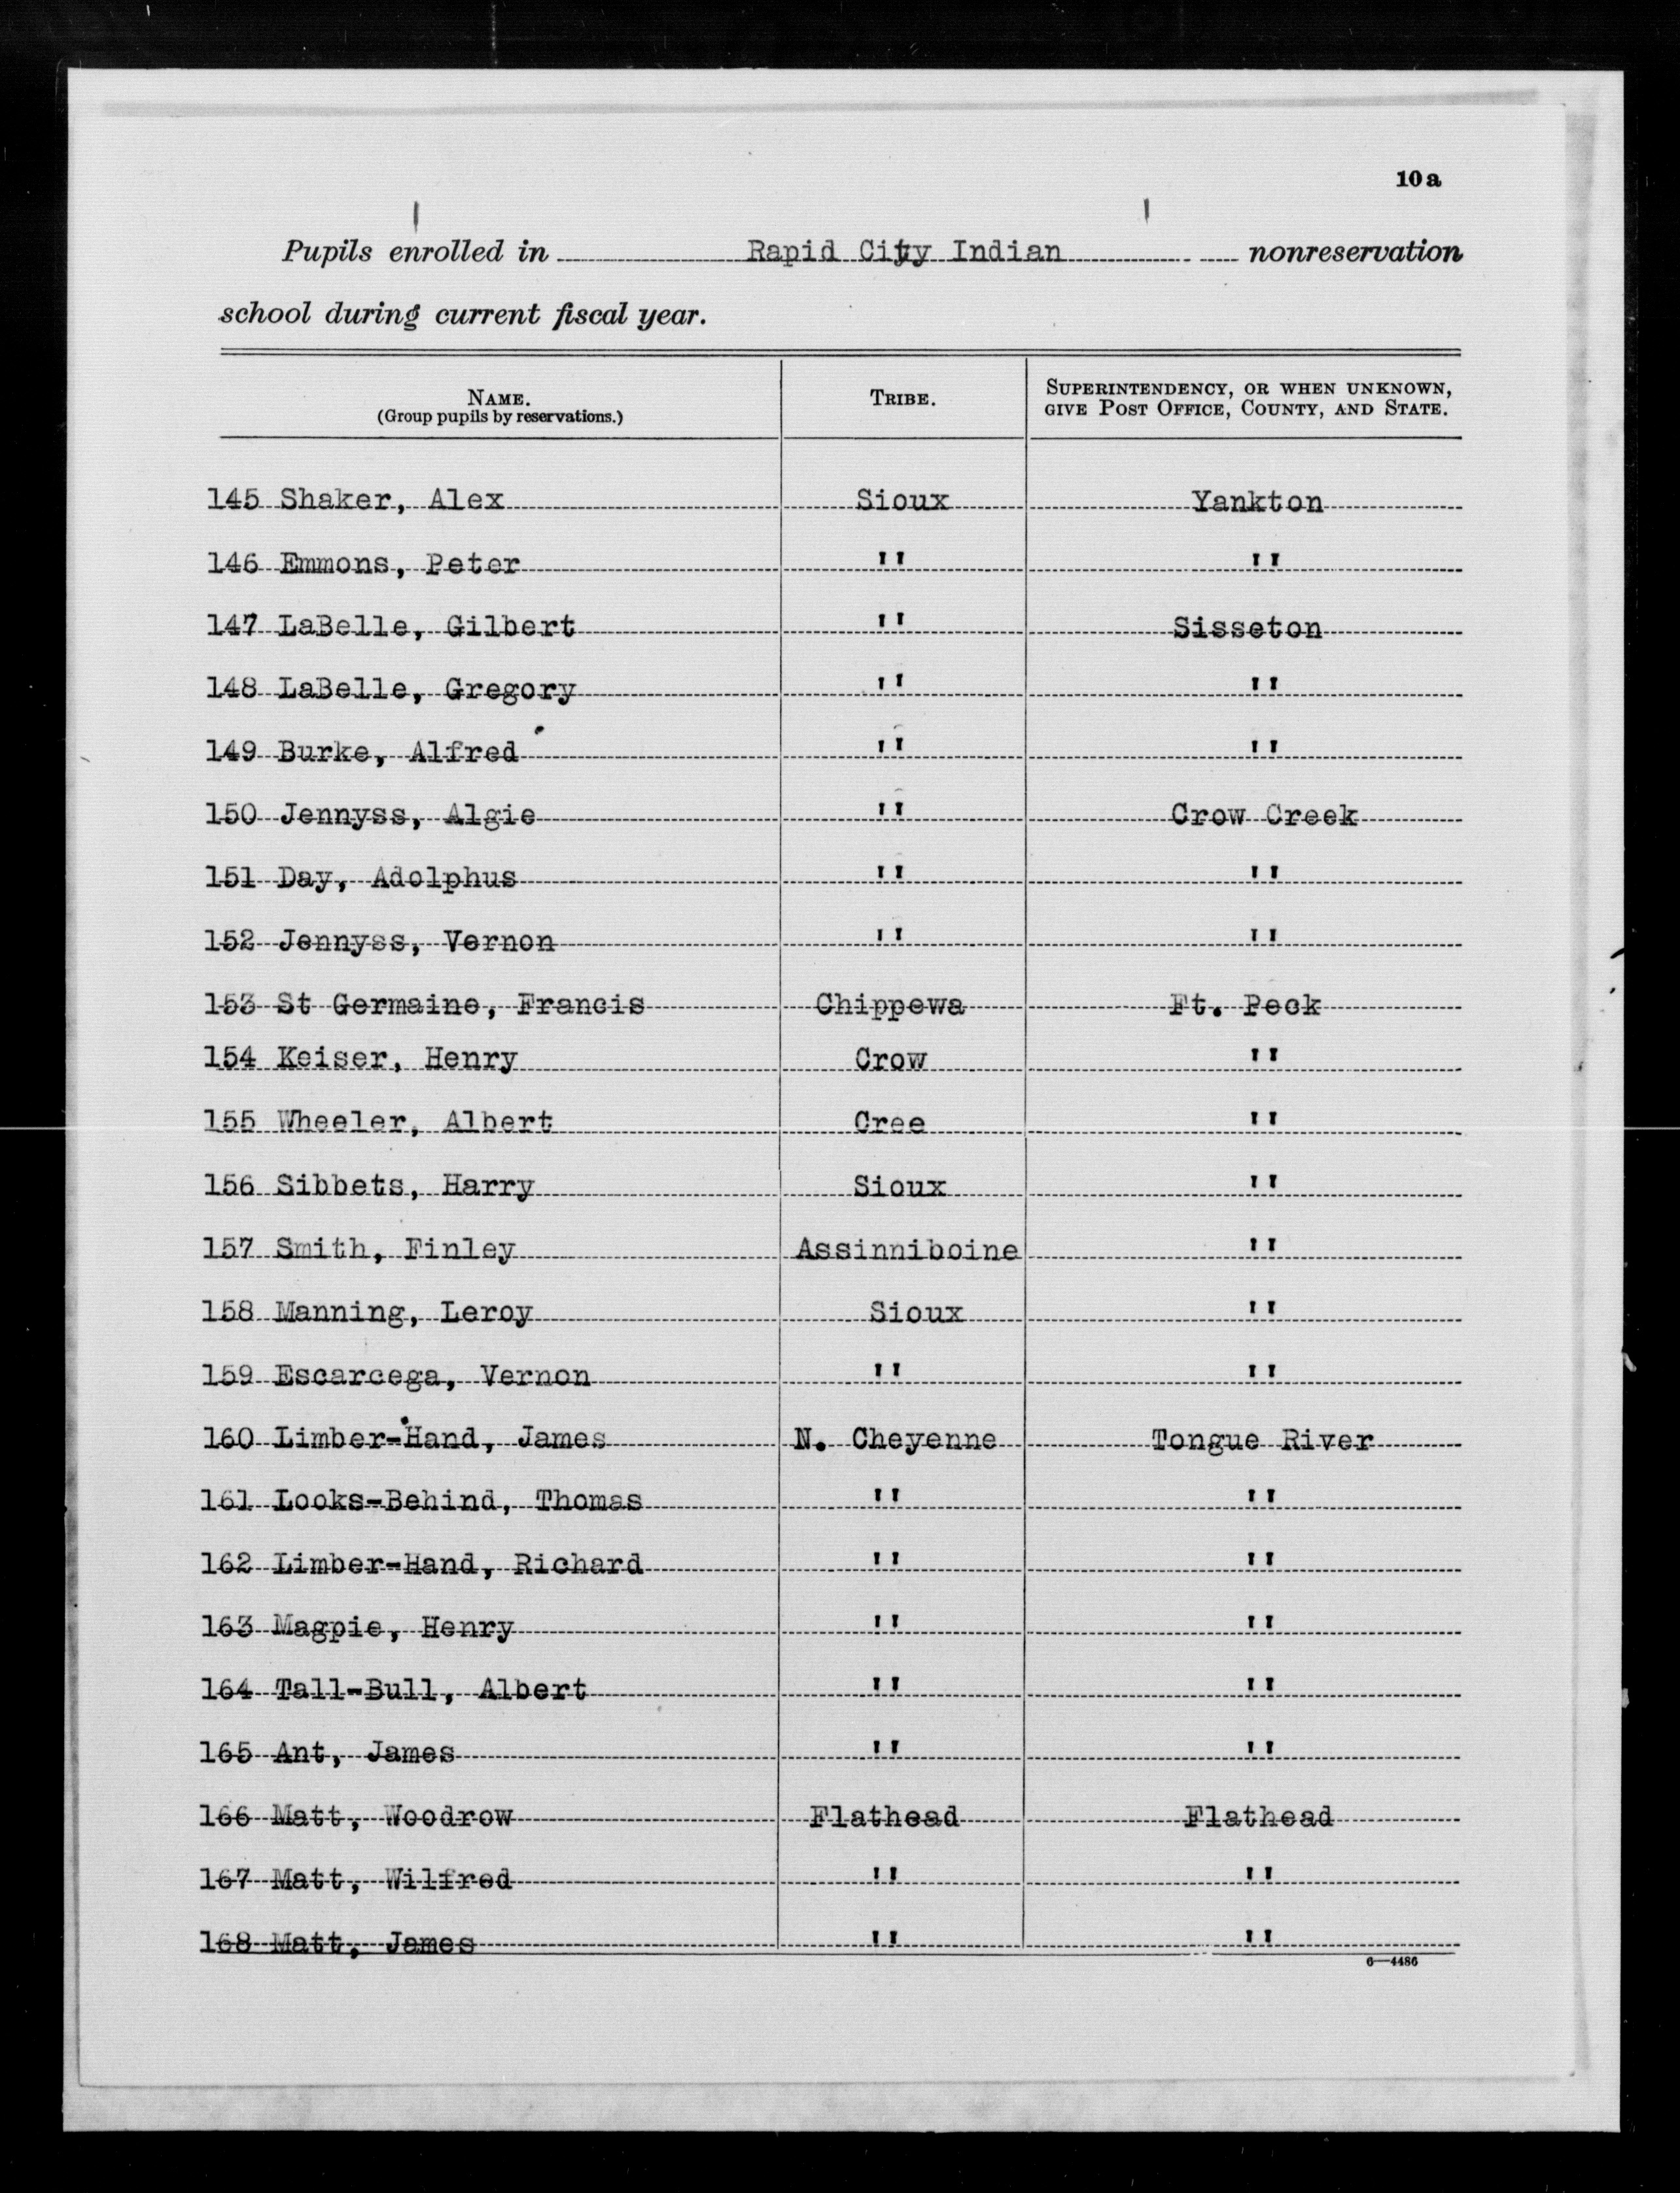 10 a
Pupils enrolled in Rapid City Indian nonreservation
school during current fiscal year.
NAME. TRIBE. SUPERINTENDENCY, OR WHEN UNKNOWN,
(Group pupils by reservations.) GIVE POST OFFICE, COUNTY, AND STATE.
145 Shaker, Alex Sioux Yankton
146 Emmons, Peter " "
147 LaBelle, Gilbert " Sisseton
148 LaBelle, Gregory " "
149 Burke, Alfred " "
150 Jennyss, Algie " Crow Creek
151 Day, Adolphus " "
152 Jennyss, Vernon " "
153 St Germaine, Francis Chippewa Ft. Peck
154 Keiser, Henry Crow "
155 Wheeler, Albert Cree "
156 Sibbets, Harry Sioux "
157 Smith, Finley Assinniboine "
158 Manning, Leroy Sioux "
159 Escarcega, Vernon " "
160 Limber-Hand, James N. Cheyenne Tongue River
161 Looks-Behind, Thomas " "
162 Limber-Hand, Richard " "
163 Magpie, Henry " "
164 Tall-Bull, Albert " "
165 Ant, James " "
166 Matt, Woodrow Flathead Flathead
167 Matt, Wilfred " "
168 Matt, James " "
6—4486